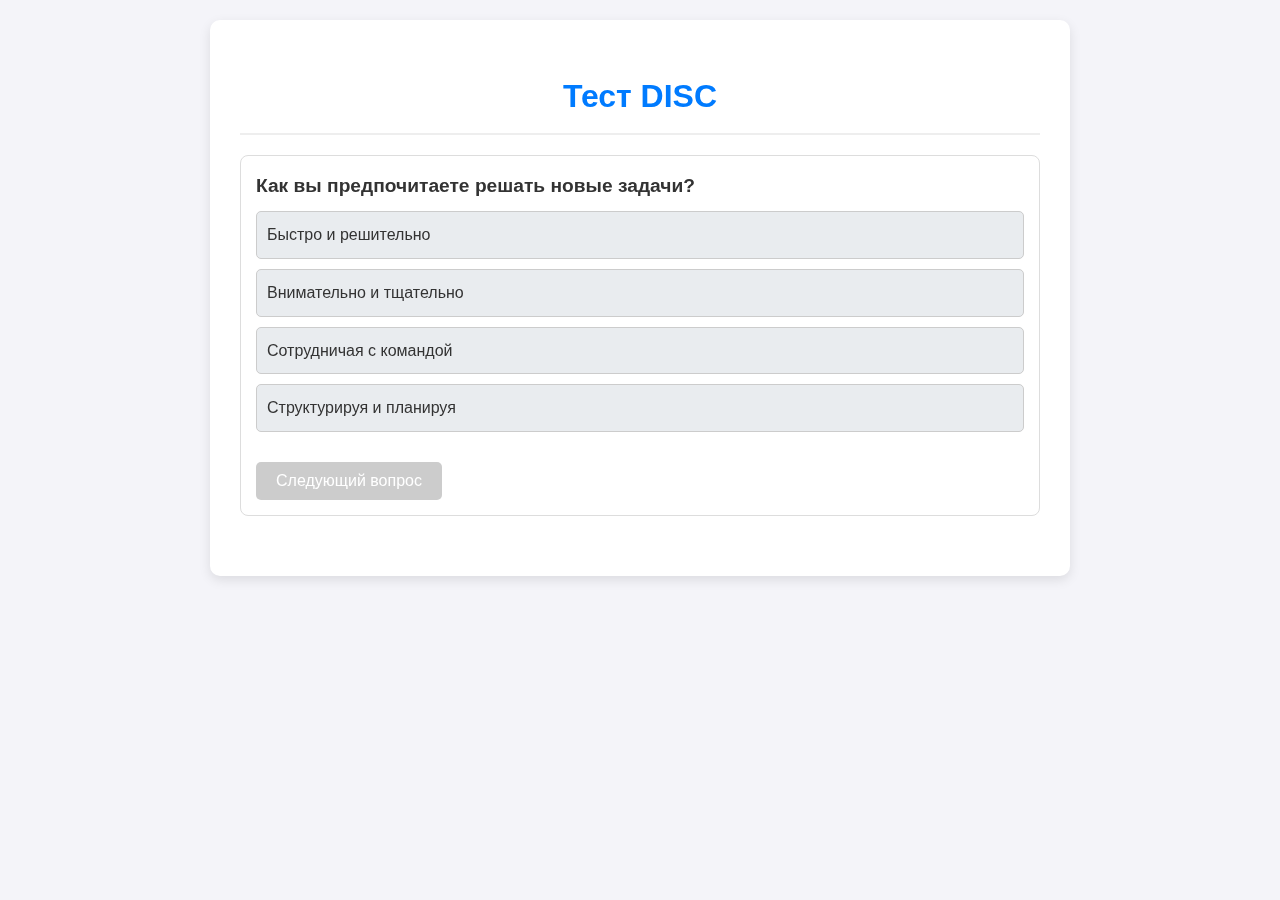 Тест DISC
Как вы предпочитаете решать новые задачи?
Быстро и решительно
Внимательно и тщательно
Сотрудничая с командой
Структурируя и планируя
Следующий вопрос